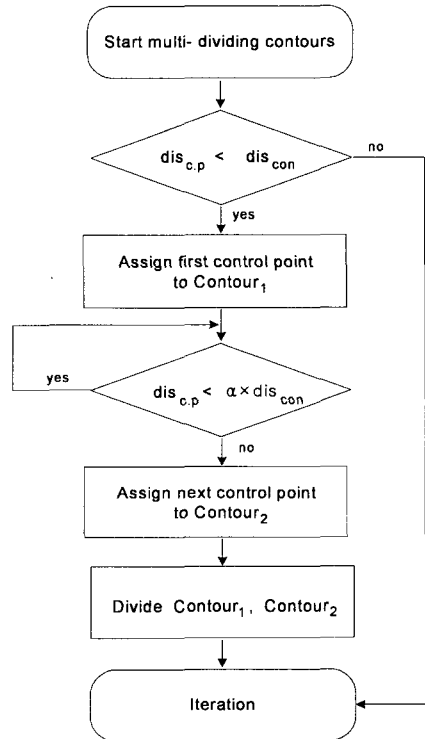 Start multi- dividing contours
dis c.p < dis con
no
yes
Assign first control point
to Contour1
yes
dis c.p < α × dis con
no
Assign next control point
to Contour2
Divide Contour1 , Contour2
Iteration